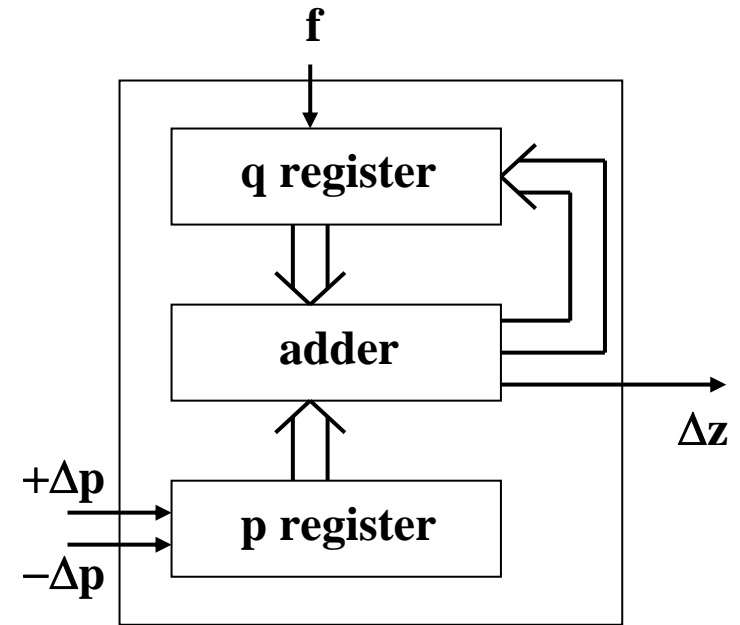 f
q register
adder
Δz
+Δp
p register
−Δp